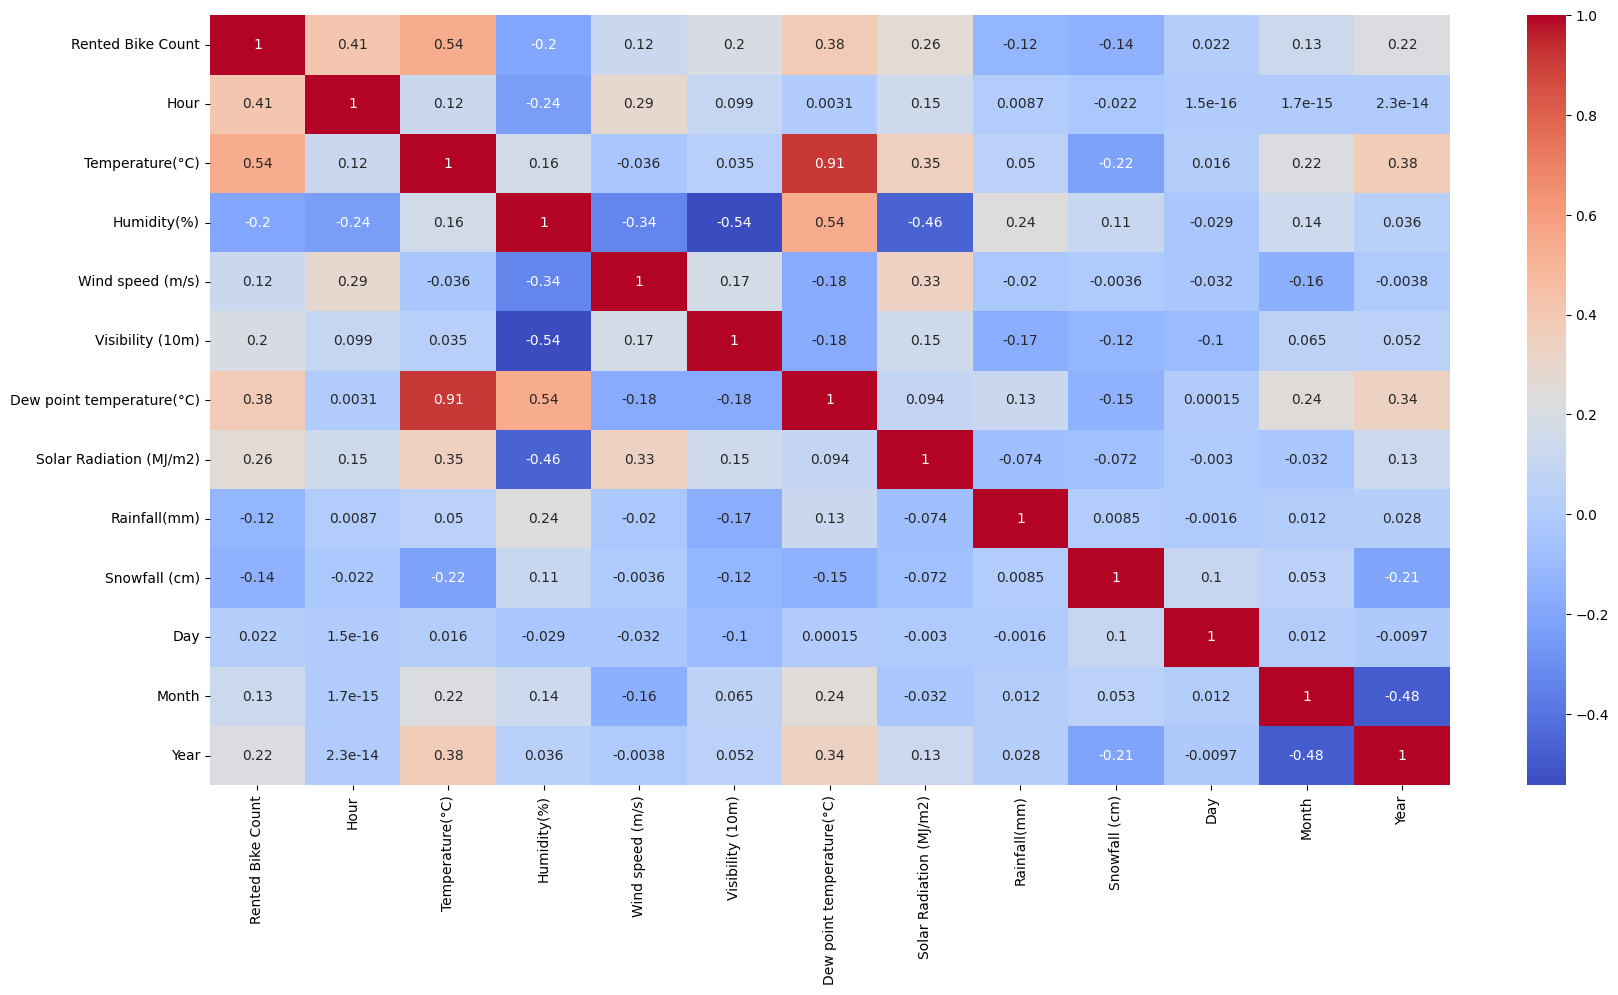 Rented Bike Count 1 0.41 0.54 -0.2 0.12 0.2 0.38 0.26 -0.12 -0.14 0.022 0.13 0.22
Hour 0.41 1 0.12 -0.24 0.29 0.099 0.0031 0.15 0.0087 -0.022 1.5e-16 1.7e-15 2.3e-14
Temperature(°C) 0.54 0.12 1 0.16 -0.036 0.035 0.91 0.35 0.05 -0.22 0.016 0.22 0.38
Humidity(%) -0.2 -0.24 0.16 1 -0.34 -0.54 0.54 -0.46 0.24 0.11 -0.029 0.14 0.036
Wind speed (m/s) 0.12 0.29 -0.036 -0.34 1 0.17 -0.18 0.33 -0.02 -0.0036 -0.032 -0.16 -0.0038
Visibility (10m) 0.2 0.099 0.035 -0.54 0.17 1 -0.18 0.15 -0.17 -0.12 -0.1 0.065 0.052
Dew point temperature(°C) 0.38 0.0031 0.91 0.54 -0.18 -0.18 1 0.094 0.13 -0.15 0.00015 0.24 0.34
Solar Radiation (MJ/m2) 0.26 0.15 0.35 -0.46 0.33 0.15 0.094 1 -0.074 -0.072 -0.003 -0.032 0.13
Rainfall(mm) -0.12 0.0087 0.05 0.24 -0.02 -0.17 0.13 -0.074 1 0.0085 -0.0016 0.012 0.028
Snowfall (cm) -0.14 -0.022 -0.22 0.11 -0.0036 -0.12 -0.15 -0.072 0.0085 1 0.1 0.053 -0.21
Day 0.022 1.5e-16 0.016 -0.029 -0.032 -0.1 0.00015 -0.003 -0.0016 0.1 1 0.012 -0.0097
Month 0.13 1.7e-15 0.22 0.14 -0.16 0.065 0.24 -0.032 0.012 0.053 0.012 1 -0.48
Year 0.22 2.3e-14 0.38 0.036 -0.0038 0.052 0.34 0.13 0.028 -0.21 -0.0097 -0.48 1
Rented Bike Count
Hour
Temperature(°C)
Humidity(%)
Wind speed (m/s)
Visibility (10m)
Dew point temperature(°C)
Solar Radiation (MJ/m2)
Rainfall(mm)
Snowfall (cm)
Day
Month
Year
1.0
0.8
0.6
0.4
0.2
0.0
−0.2
−0.4